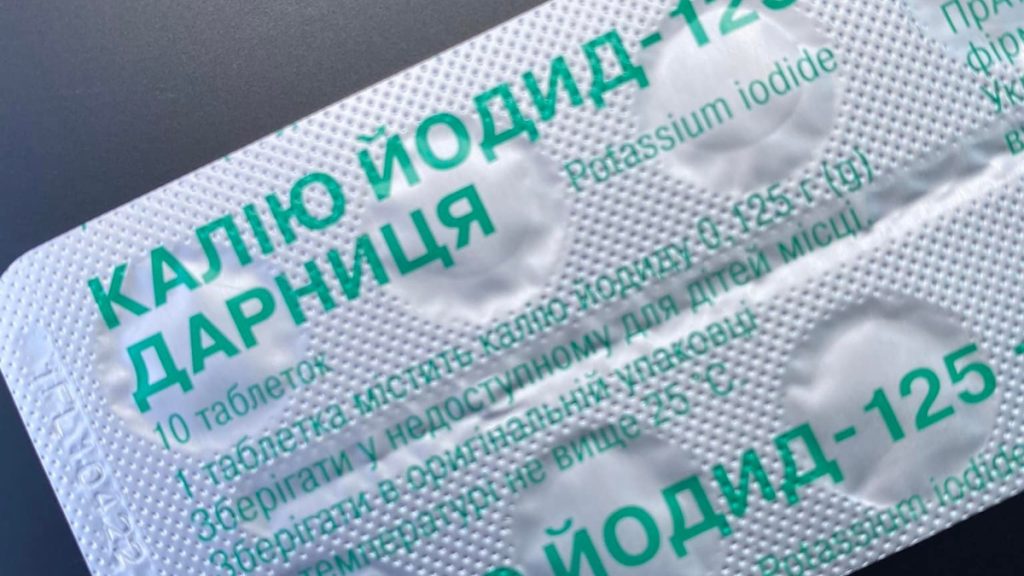 КАЛІЮ ЙОДИД-125
ДАРНИЦЯ
Potassium iodide
10 таблеток
1 таблетка містить калію йодиду 0,125 г (g)
Зберігати у недоступному для дітей місці.
Зберігати в оригінальній упаковці
температурі не вище 25 °C
ЙОДИД-125
Potassium iodide
ПрАТ